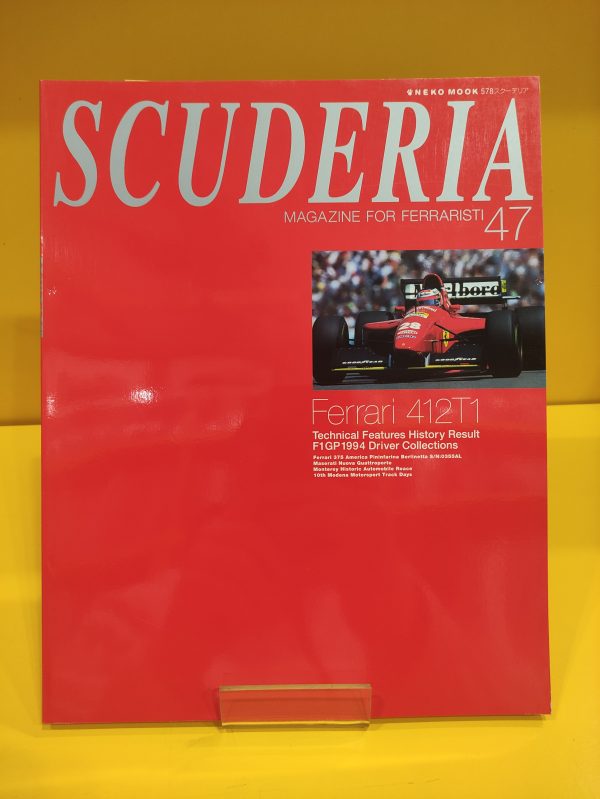 NEKO MOOK 578 スクーデリア
SCUDERIA
MAGAZINE FOR FERRARISTI
47
Marlboro
28
GOODYEAR
GOODYEAR
Ferrari 412T1
Technical Features History Result
F1GP1994 Driver Collections
Ferrari 375 America Pininfarina Berlinetta S/N:0355AL
Maserati Nuova Quattroporte
Monterey Historic Automobile Reace
10th Modena Motorsport Track Days